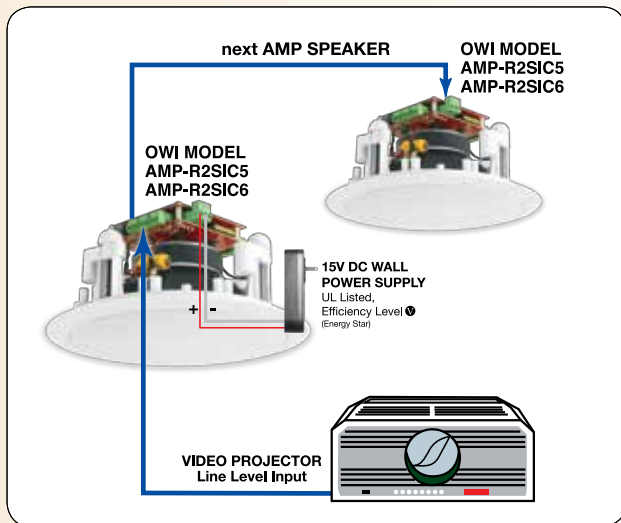 next AMP SPEAKER
OWI MODEL
AMP-R2SIC5
AMP-R2SIC6
OWI MODEL
AMP-R2SIC5
AMP-R2SIC6
+ -
15V DC WALL
POWER SUPPLY
UL Listed,
Efficiency Level V
(Energy Star)
VIDEO PROJECTOR
Line Level Input